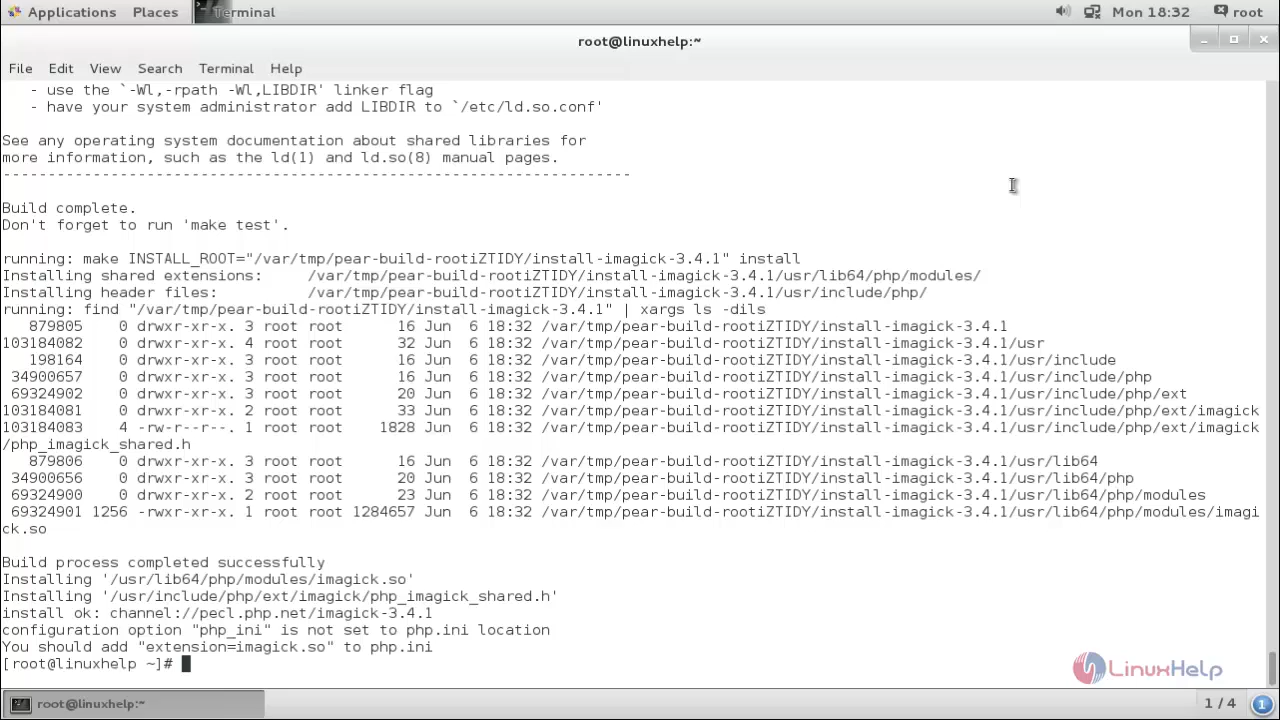 Applications Places Terminal Mon 18:32 root
root@linuxhelp:~
File Edit View Search Terminal Help
- use the `-Wl,-rpath -Wl,LIBDIR' linker flag
- have your system administrator add LIBDIR to `/etc/ld.so.conf'
See any operating system documentation about shared libraries for
more information, such as the ld(1) and ld.so(8) manual pages.
----------------------------------------------------------------------
Build complete.
Don't forget to run 'make test'.
running: make INSTALL_ROOT="/var/tmp/pear-build-rootiZTIDY/install-imagick-3.4.1" install
Installing shared extensions:     /var/tmp/pear-build-rootiZTIDY/install-imagick-3.4.1/usr/lib64/php/modules/
Installing header files:          /var/tmp/pear-build-rootiZTIDY/install-imagick-3.4.1/usr/include/php/
running: find "/var/tmp/pear-build-rootiZTIDY/install-imagick-3.4.1" | xargs ls -dils
879805    0 drwxr-xr-x. 3 root root      16 Jun  6 18:32 /var/tmp/pear-build-rootiZTIDY/install-imagick-3.4.1
103184082    0 drwxr-xr-x. 4 root root      32 Jun  6 18:32 /var/tmp/pear-build-rootiZTIDY/install-imagick-3.4.1/usr
198164    0 drwxr-xr-x. 3 root root      16 Jun  6 18:32 /var/tmp/pear-build-rootiZTIDY/install-imagick-3.4.1/usr/include
34900657    0 drwxr-xr-x. 3 root root      16 Jun  6 18:32 /var/tmp/pear-build-rootiZTIDY/install-imagick-3.4.1/usr/include/php
69324902    0 drwxr-xr-x. 3 root root      20 Jun  6 18:32 /var/tmp/pear-build-rootiZTIDY/install-imagick-3.4.1/usr/include/php/ext
103184081    0 drwxr-xr-x. 2 root root      33 Jun  6 18:32 /var/tmp/pear-build-rootiZTIDY/install-imagick-3.4.1/usr/include/php/ext/imagick
103184083    4 -rw-r--r--. 1 root root    1828 Jun  6 18:32 /var/tmp/pear-build-rootiZTIDY/install-imagick-3.4.1/usr/include/php/ext/imagick
/php_imagick_shared.h
879806    0 drwxr-xr-x. 3 root root      16 Jun  6 18:32 /var/tmp/pear-build-rootiZTIDY/install-imagick-3.4.1/usr/lib64
34900656    0 drwxr-xr-x. 3 root root      20 Jun  6 18:32 /var/tmp/pear-build-rootiZTIDY/install-imagick-3.4.1/usr/lib64/php
69324900    0 drwxr-xr-x. 2 root root      23 Jun  6 18:32 /var/tmp/pear-build-rootiZTIDY/install-imagick-3.4.1/usr/lib64/php/modules
69324901 1256 -rwxr-xr-x. 1 root root 1284657 Jun  6 18:32 /var/tmp/pear-build-rootiZTIDY/install-imagick-3.4.1/usr/lib64/php/modules/imagi
ck.so
Build process completed successfully
Installing '/usr/lib64/php/modules/imagick.so'
Installing '/usr/include/php/ext/imagick/php_imagick_shared.h'
install ok: channel://pecl.php.net/imagick-3.4.1
configuration option "php_ini" is not set to php.ini location
You should add "extension=imagick.so" to php.ini
[root@linuxhelp ~]#
LinuxHelp
root@linuxhelp:~ 1 / 4 1